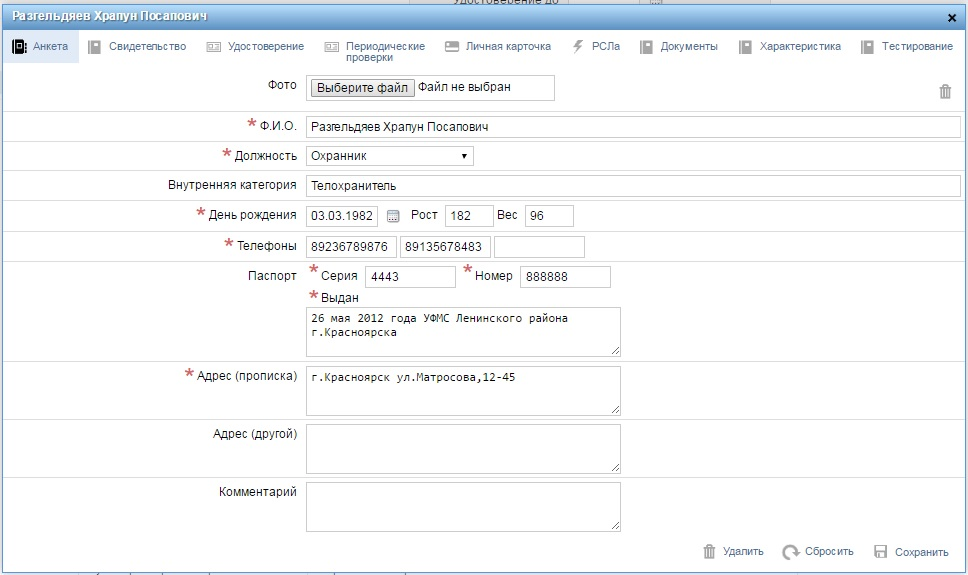 Удостоверение до
Разгельдяев Храпун Посапович
Анкета Свидетельство Удостоверение Периодические проверки Личная карточка РСЛа Документы Характеристика Тестирование
Фото Выберите файл Файл не выбран
* Ф.И.О. Разгельдяев Храпун Посапович
* Должность Охранник
Внутренняя категория Телохранитель
* День рождения 03.03.1982 Рост 182 Вес 96
* Телефоны 89236789876 89135678483
Паспорт * Серия 4443 * Номер 888888
* Выдан
26 мая 2012 года УФМС Ленинского района
г.Красноярска
* Адрес (прописка) г.Красноярск ул.Матросова,12-45
Адрес (другой)
Комментарий
Удалить Сбросить Сохранить